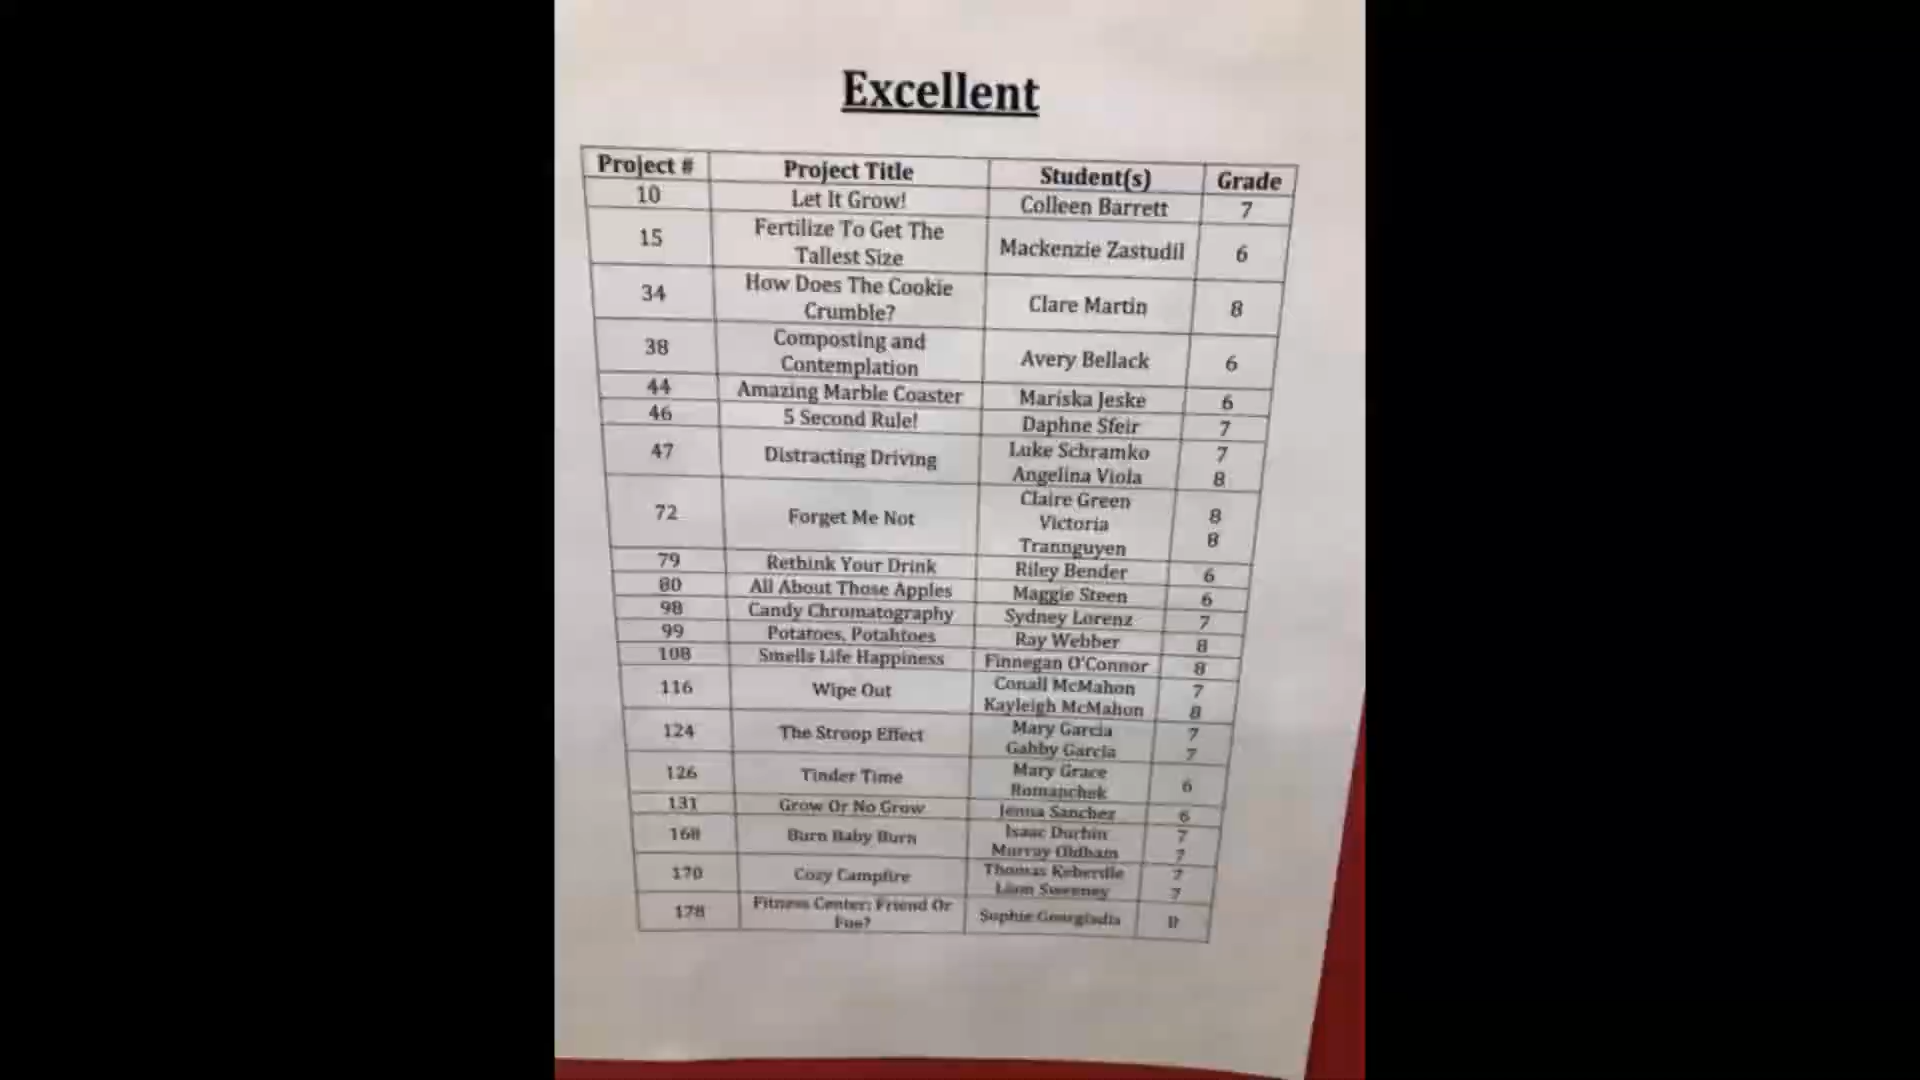 Excellent
Project # Project Title Student(s) Grade
10 Let It Grow! Colleen Barrett 7
15 Fertilize To Get The Tallest Size Mackenzie Zastudil 6
34 How Does The Cookie Crumble? Clare Martin 8
38 Composting and Contemplation Avery Bellack 6
44 Amazing Marble Coaster Mariska Jeske 6
46 5 Second Rule! Daphne Sfeir 7
47 Distracting Driving Luke Schramko 7
Angelina Viola 8
72 Forget Me Not Claire Green 8
Victoria Trannguyen 8
79 Rethink Your Drink Riley Bender 6
80 All About Those Apples Maggie Steen 6
98 Candy Chromatography Sydney Lorenz 7
99 Potatoes, Potahtoes Ray Webber 8
108 Smells Life Happiness Finnegan O'Connor 8
116 Wipe Out Conall McMahon 7
Kayleigh McMahon 8
124 The Stroop Effect Mary Garcia 7
Gabby Garcia 7
126 Tinder Time Mary Grace Romanchek 6
131 Grow Or No Grow Jenna Sanchez 6
168 Burn Baby Burn Isaac Durbin 7
Murray Oldham 7
170 Cozy Campfire Thomas 7
Liam Sweeney 7
178 Fitness Center: Friend Or Foe? Sophie